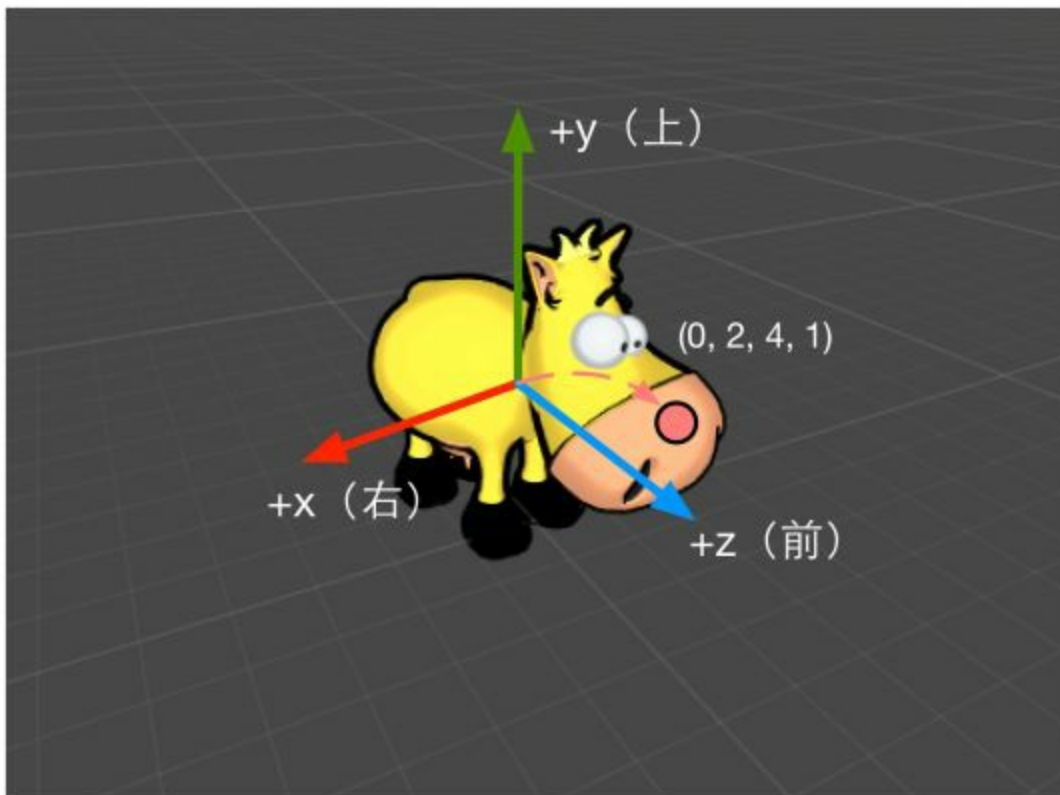 +y（上）
(0, 2, 4, 1)
+x（右）
+z（前）